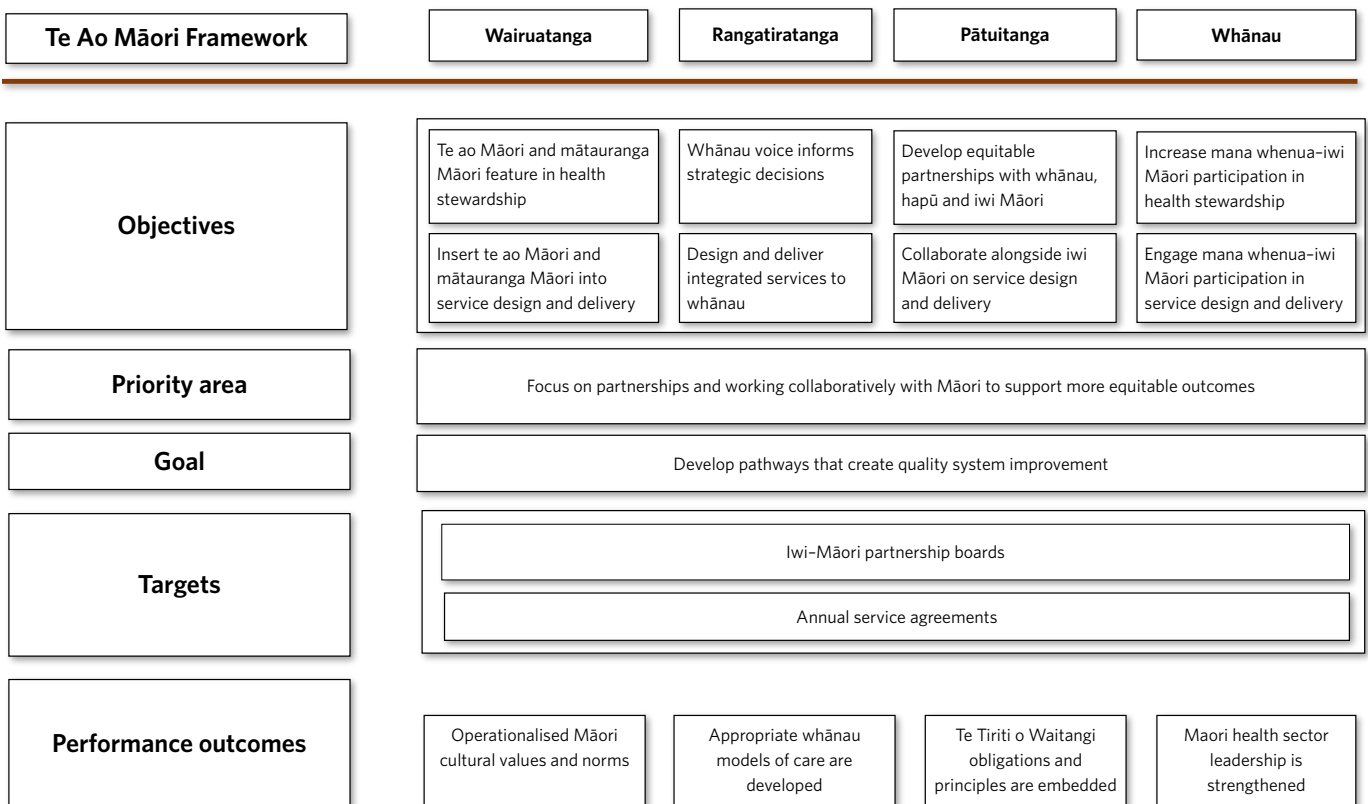 Te Ao Māori Framework
Wairuatanga
Rangatiratanga
Pātuitanga
Whānau
Objectives
Te ao Māori and mātauranga
Māori feature in health
stewardship
Whānau voice informs
strategic decisions
Develop equitable
partnerships with whānau,
hapū and iwi Māori
Increase mana whenua–iwi
Māori participation in
health stewardship
Insert te ao Māori and
mātauranga Māori into
service design and delivery
Design and deliver
integrated services to
whānau
Collaborate alongside iwi
Māori on service design
and delivery
Engage mana whenua–iwi
Māori participation in
service design and delivery
Priority area
Focus on partnerships and working collaboratively with Māori to support more equitable outcomes
Goal
Develop pathways that create quality system improvement
Targets
Iwi–Māori partnership boards
Annual service agreements
Performance outcomes
Operationalised Māori
cultural values and norms
Appropriate whānau
models of care are
developed
Te Tiriti o Waitangi
obligations and
principles are embedded
Maori health sector
leadership is
strengthened